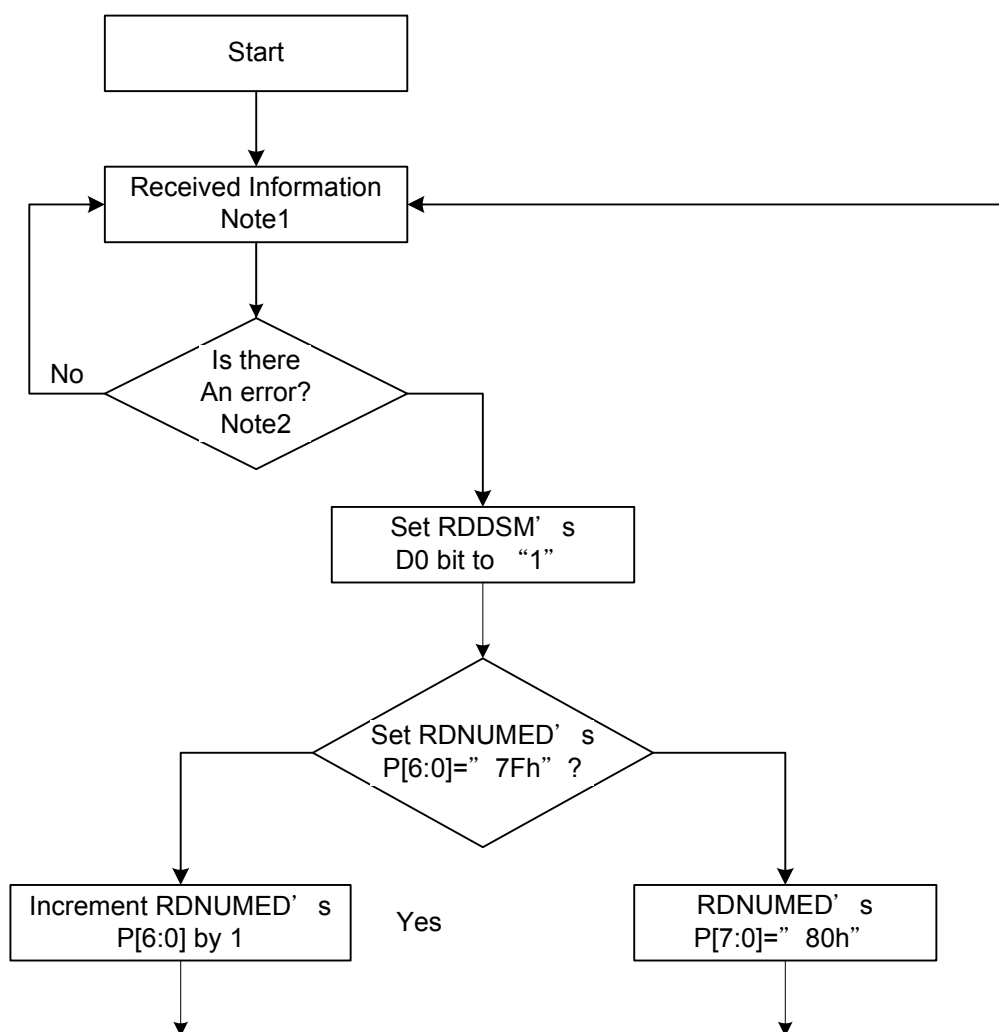 Start
Received Information
Note1
Is there
An error?
Note2
No
Set RDDSM’ s
D0 bit to “1”
Set RDNUMED’ s
P[6:0]=” 7Fh” ?
Increment RDNUMED’ s
P[6:0] by 1
Yes
RDNUMED’ s
P[7:0]=” 80h”